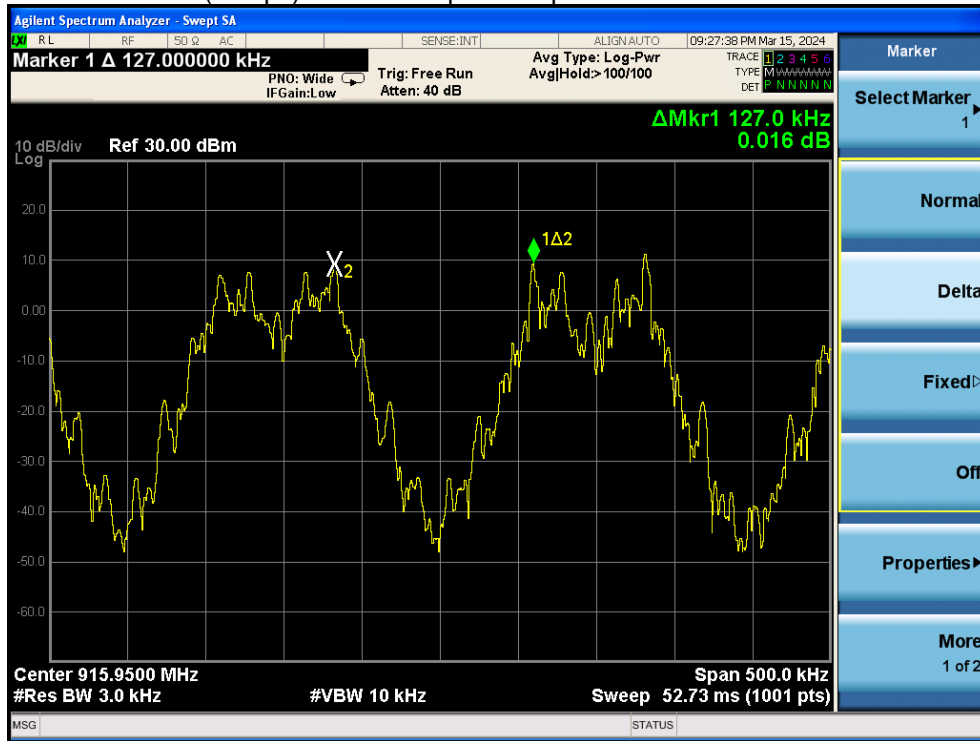 Agilent Spectrum Analyzer - Swept SA
LXI RL RF 50 Ω AC SENSE:INT ALIGN AUTO 09:27:38 PM Mar 15, 2024
Marker 1 Δ 127.000000 kHz
PNO: Wide Trig: Free Run Avg Type: Log-Pwr TRACE 1 2 3 4 5 6
IFGain:Low Atten: 40 dB Avg|Hold:>100/100 TYPE M
DET P N N N N N
ΔMkr1 127.0 kHz
0.016 dB
10 dB/div Ref 30.00 dBm
Log
20.0
10.0
0.00
-10.0
-20.0
-30.0
-40.0
-50.0
-60.0
X2
1Δ2
Center 915.9500 MHz Span 500.0 kHz
#Res BW 3.0 kHz #VBW 10 kHz Sweep 52.73 ms (1001 pts)
MSG STATUS
Marker
Select Marker
1
Normal
Delta
Fixed
Off
Properties
More
1 of 2